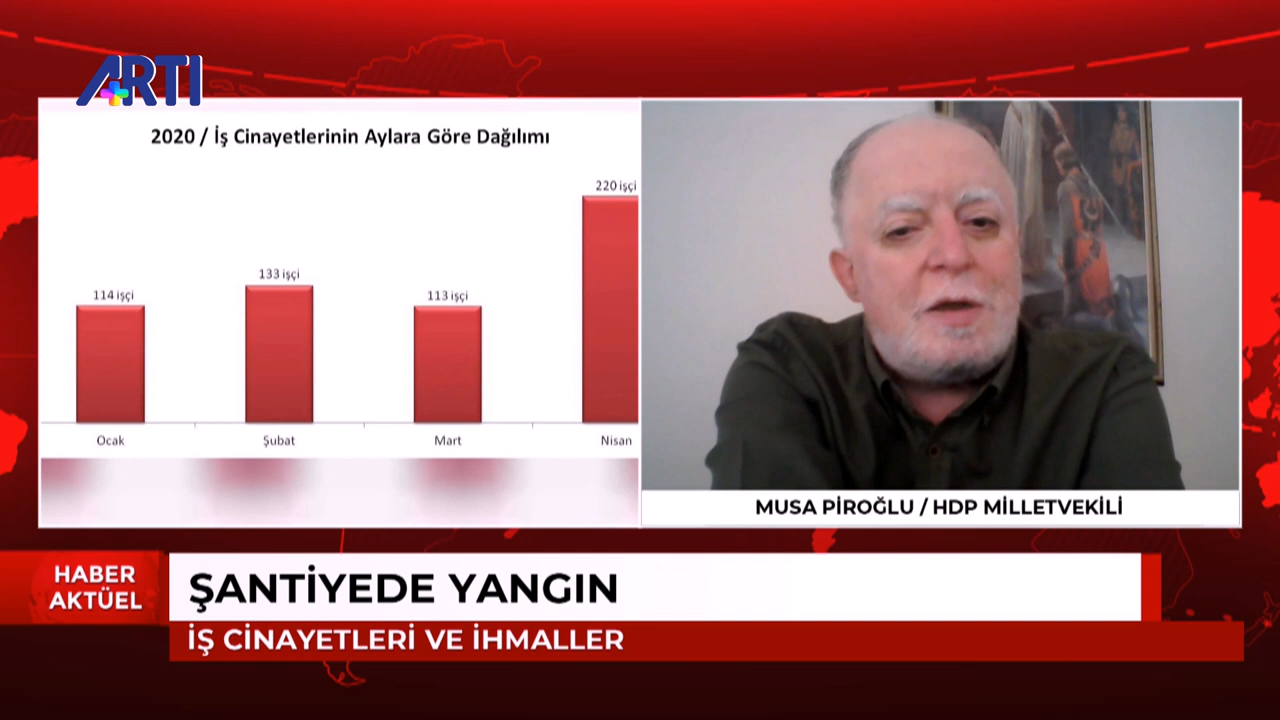 ARTI
2020 / İş Cinayetlerinin Aylara Göre Dağılımı
220 işçi
133 işçi
114 işçi
113 işçi
Ocak
Şubat
Mart
Nisan
MUSA PİROĞLU / HDP MİLLETVEKİLİ
HABER
AKTÜEL
ŞANTİYEDE YANGIN
İŞ CİNAYETLERİ VE İHMALLER